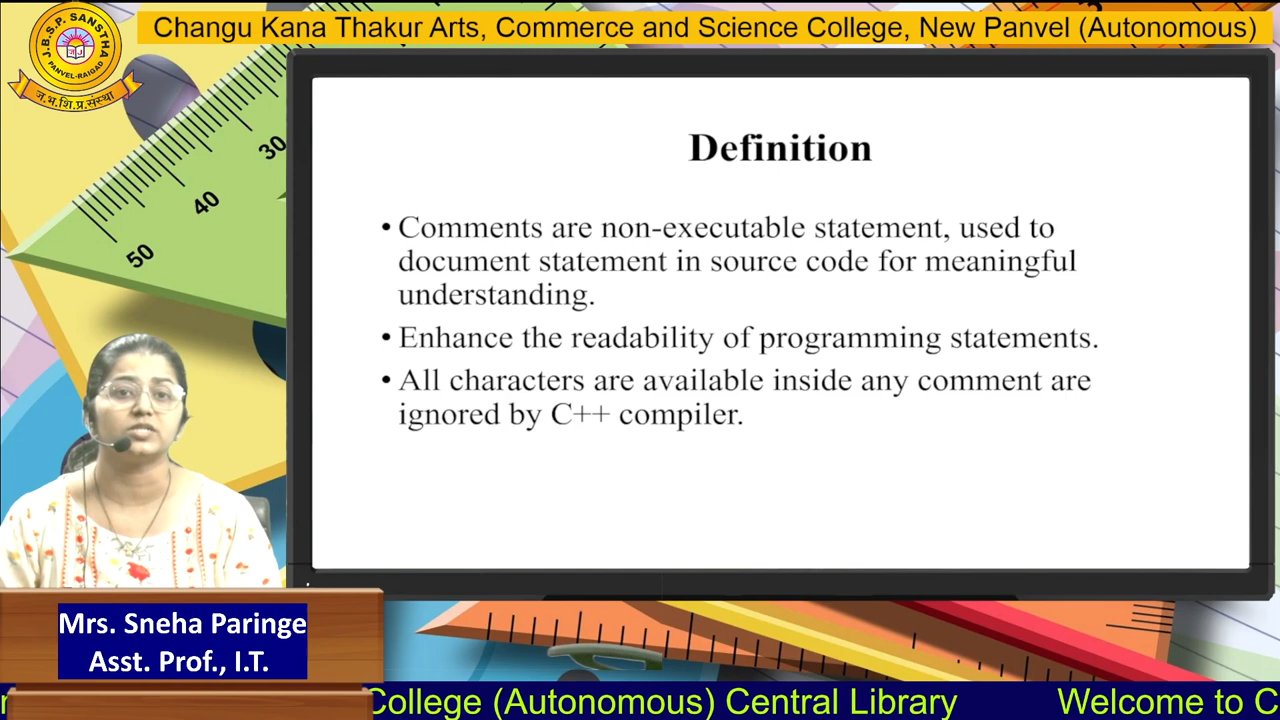 J.B.S.P. SANSTHA
PANVEL-RAIGAD
ज.भ.शि.प्र.संस्था
Changu Kana Thakur Arts, Commerce and Science College, New Panvel (Autonomous)
30
40
50
Definition
• Comments are non-executable statement, used to
document statement in source code for meaningful
understanding.
• Enhance the readability of programming statements.
• All characters are available inside any comment are
ignored by C++ compiler.
Mrs. Sneha Paringe
Asst. Prof., I.T.
College (Autonomous) Central Library Welcome to C